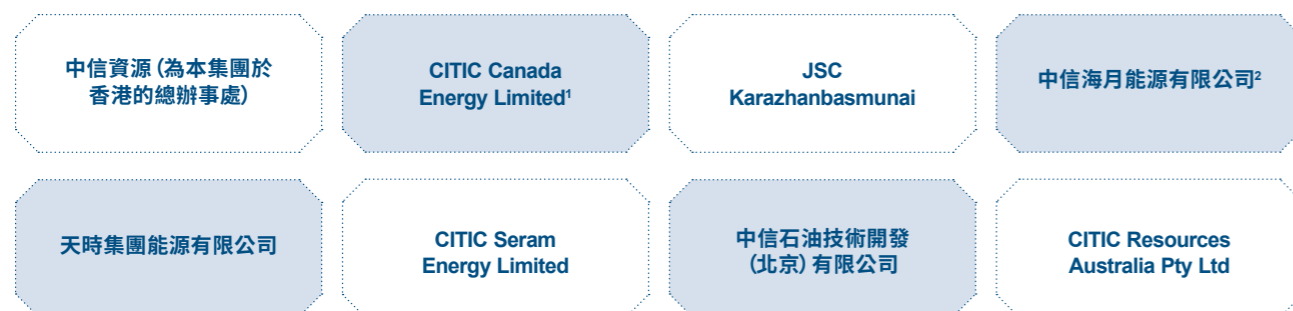 中信資源（為本集團於
香港的總辦事處）
CITIC Canada
Energy Limited¹
JSC
Karazhanbasmunai
中信海月能源有限公司²
天時集團能源有限公司
CITIC Seram
Energy Limited
中信石油技術開發
（北京）有限公司
CITIC Resources
Australia Pty Ltd